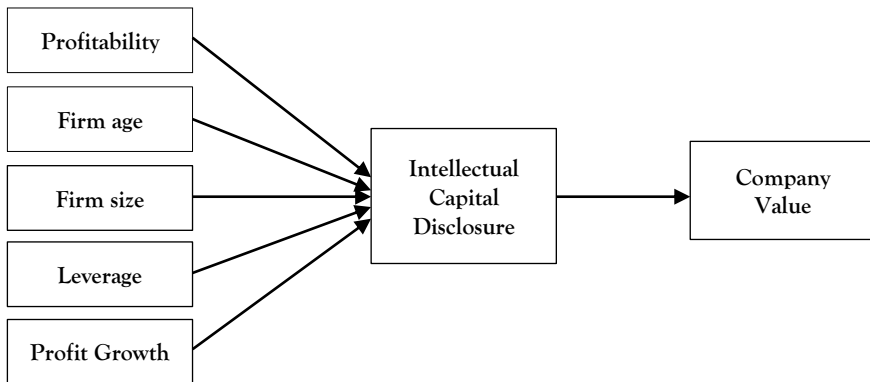 Profitability
Firm age
Firm size
Leverage
Profit Growth
Intellectual
Capital
Disclosure
Company
Value